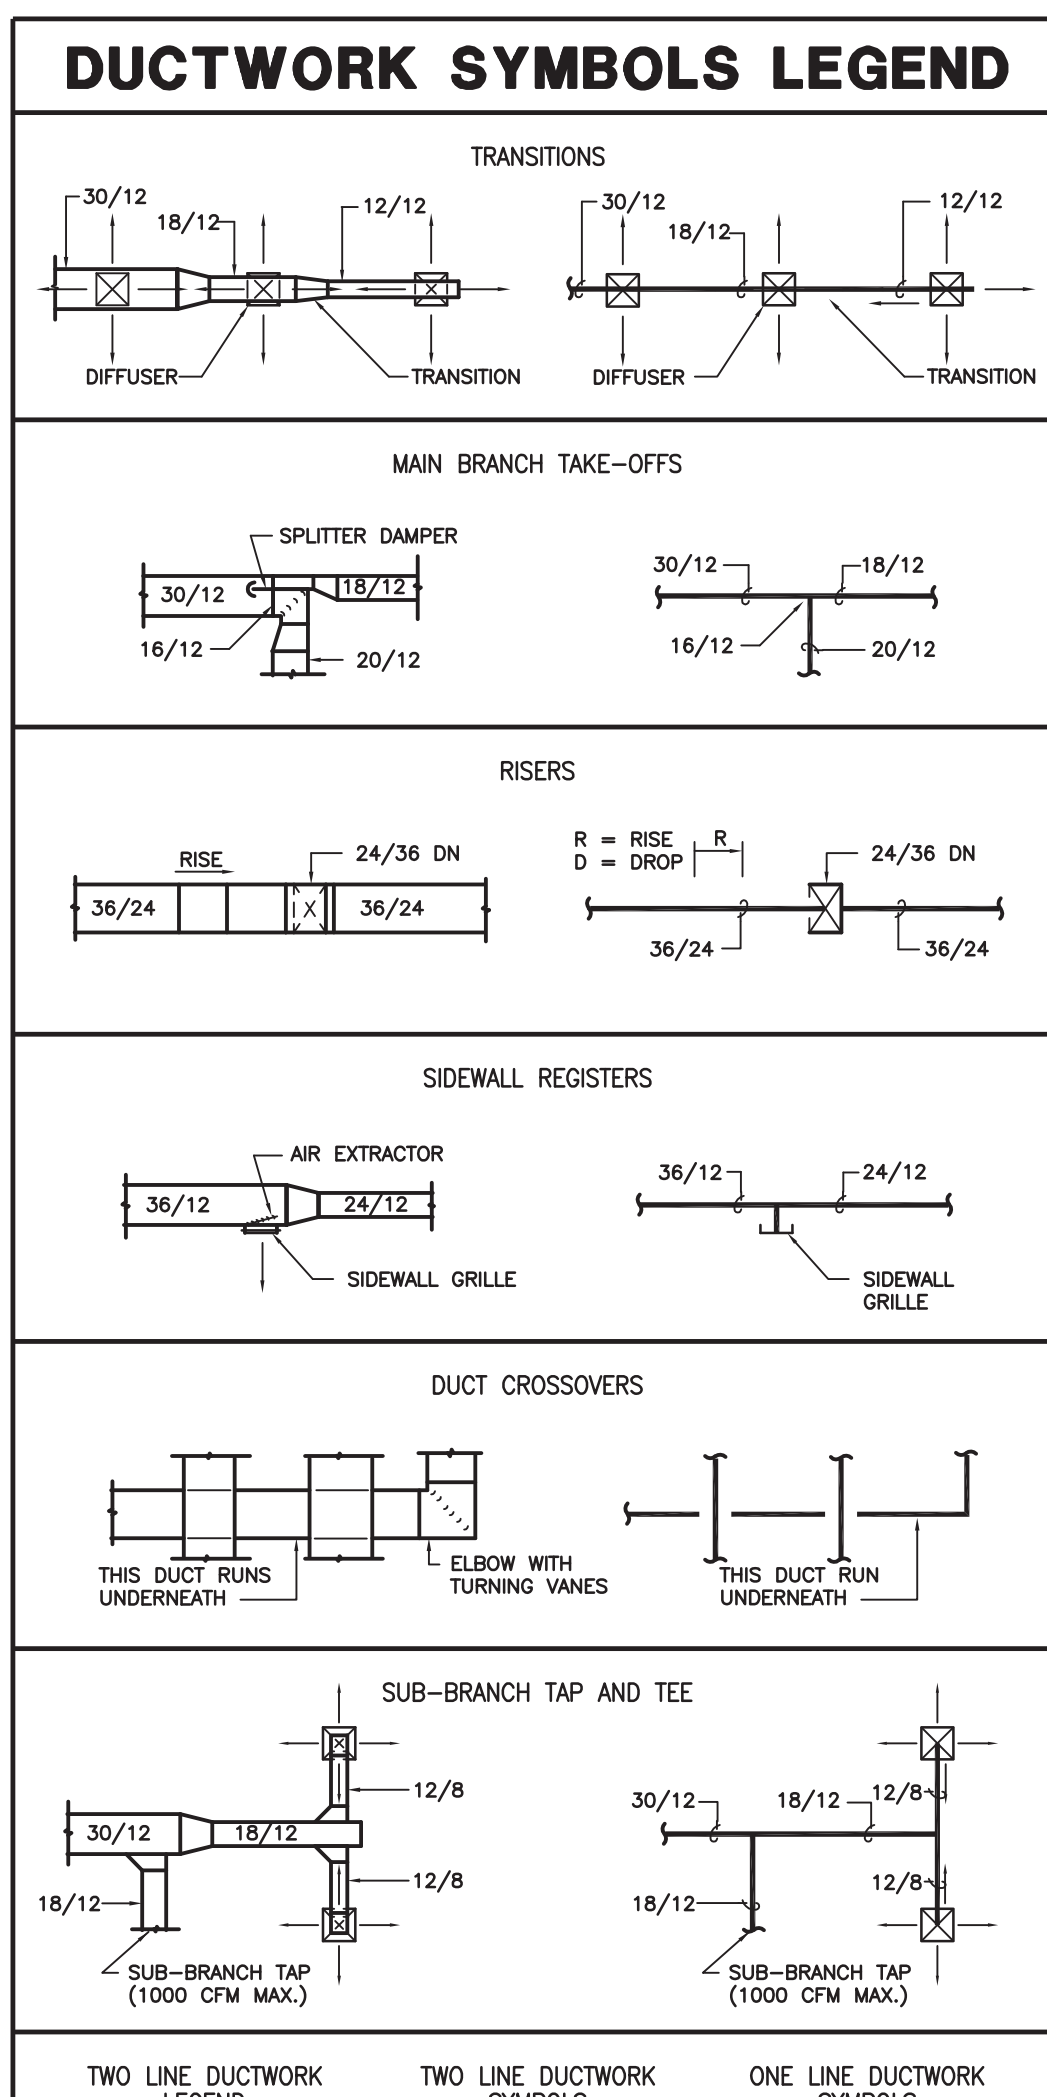 DUCTWORK SYMBOLS LEGEND
TRANSITIONS
30/12
18/12
12/12
DIFFUSER
TRANSITION
30/12
18/12
12/12
DIFFUSER
TRANSITION
MAIN BRANCH TAKE-OFFS
SPLITTER DAMPER
30/12
18/12
16/12
20/12
30/12
18/12
16/12
20/12
RISERS
RISE
24/36 DN
36/24
36/24
R = RISE
D = DROP
R
24/36 DN
36/24
36/24
SIDEWALL REGISTERS
AIR EXTRACTOR
36/12
24/12
SIDEWALL GRILLE
36/12
24/12
SIDEWALL
GRILLE
DUCT CROSSOVERS
THIS DUCT RUNS
UNDERNEATH
ELBOW WITH
TURNING VANES
THIS DUCT RUN
UNDERNEATH
SUB-BRANCH TAP AND TEE
12/8
30/12
18/12
12/8
18/12
SUB-BRANCH TAP
(1000 CFM MAX.)
12/8
30/12
18/12
12/8
18/12
SUB-BRANCH TAP
(1000 CFM MAX.)
TWO LINE DUCTWORK
LEGEND
TWO LINE DUCTWORK
SYMBOLS
ONE LINE DUCTWORK
SYMBOLS